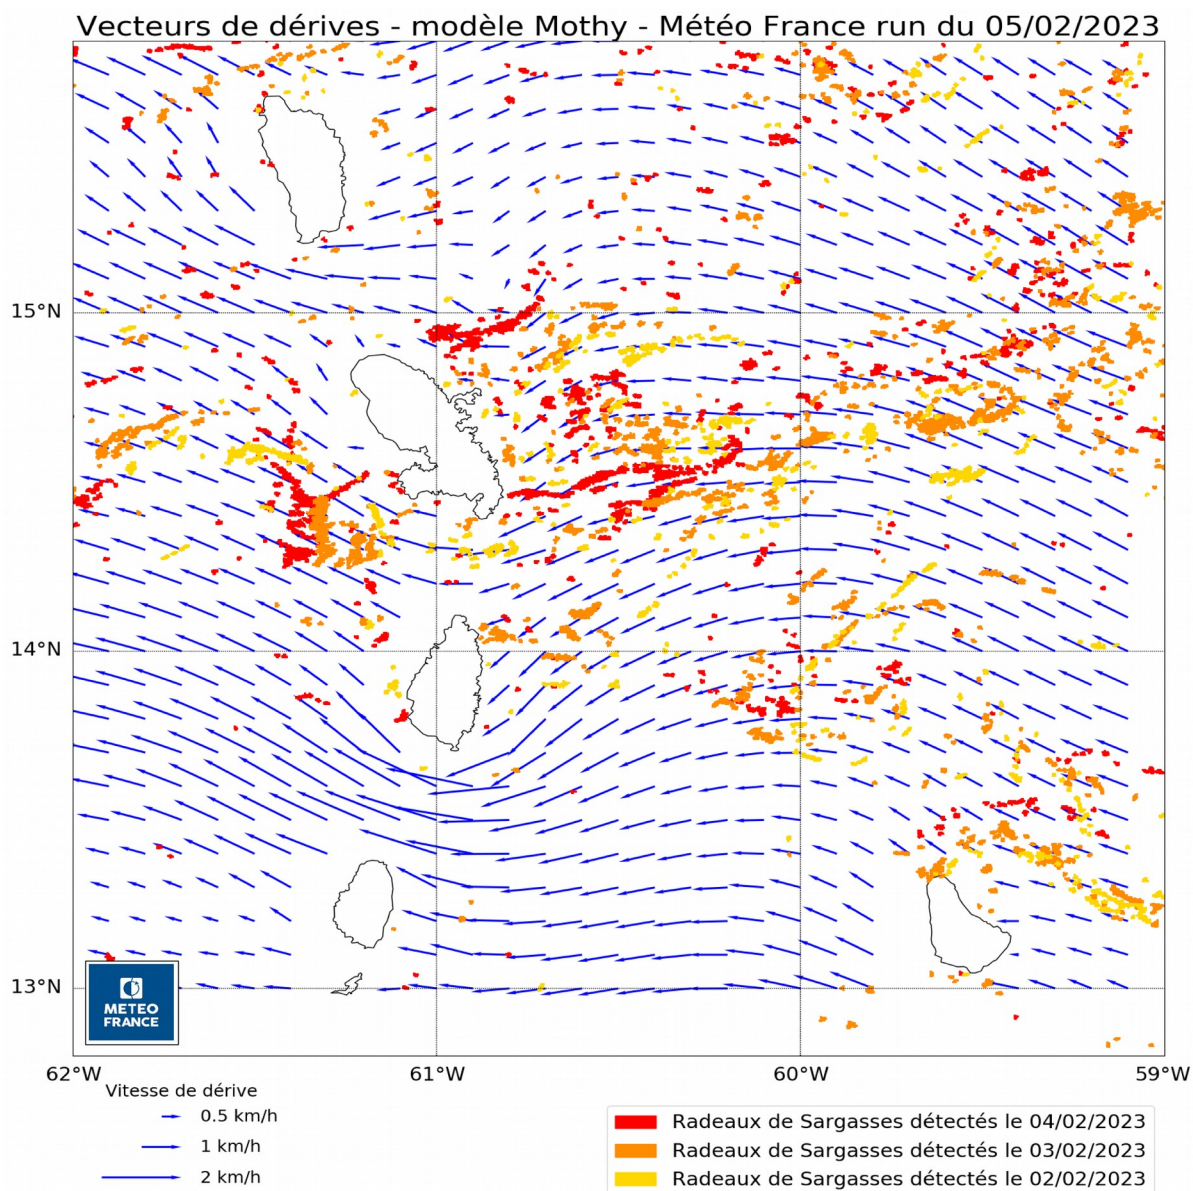 Vecteurs de dérives - modèle Mothy - Météo France run du 05/02/2023
15°N
14°N
13°N
METEO
FRANCE
62°W
61°W
60°W
59°W
Vitesse de dérive
0.5 km/h
1 km/h
2 km/h
Radeaux de Sargasses détectés le 04/02/2023
Radeaux de Sargasses détectés le 03/02/2023
Radeaux de Sargasses détectés le 02/02/2023